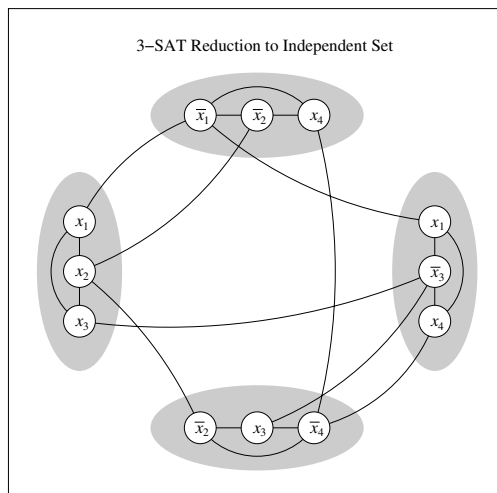 3−SAT Reduction to Independent Set
x̅₁ x̅₂ x₄
x₁
x₂
x₃
x₁
x̅₃
x₄
x̅₂ x₃ x̅₄